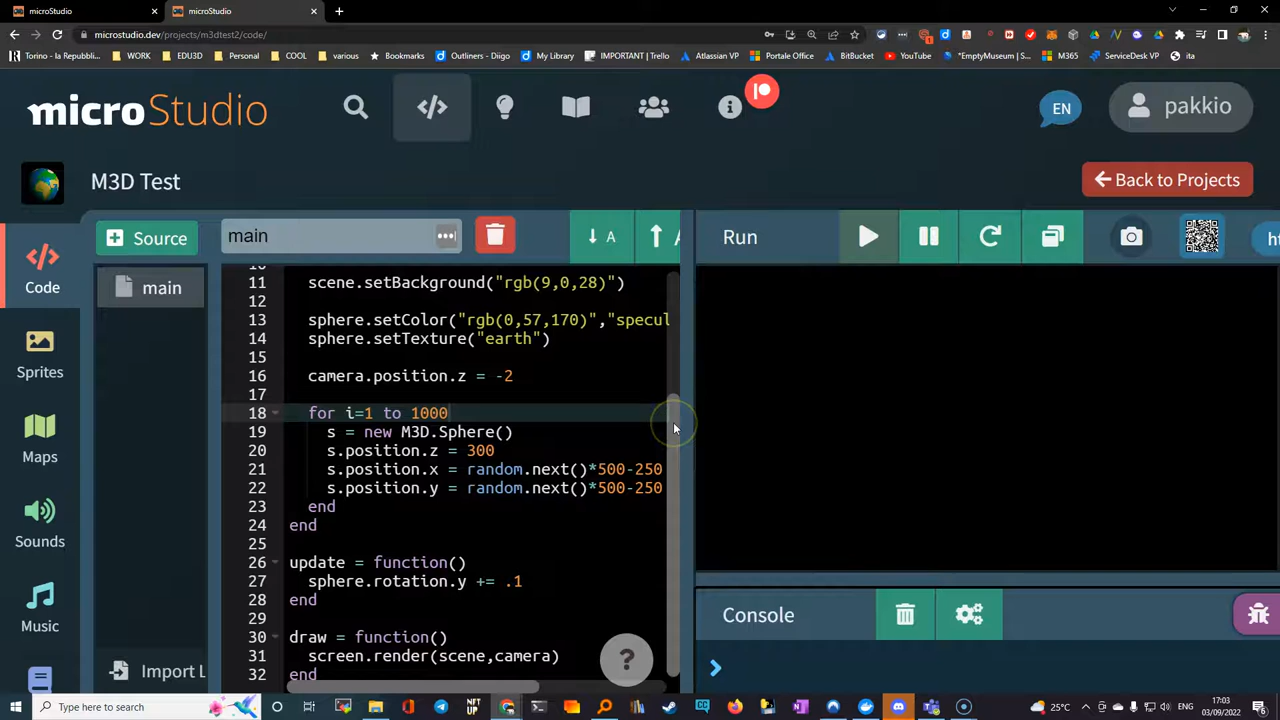 microStudio
microStudio
microstudio.dev/projects/m3dtest2/code/
Torino - la Repubbli...
WORK
EDU3D
Personal
COOL
various
Bookmarks
Outliners - Diigo
My Library
IMPORTANT | Trello
Atlassian VP
Portale Office
BitBucket
YouTube
*EmptyMuseum | S...
M365
ServiceDesk VP
ita
microStudio
EN
pakkio
M3D Test
Back to Projects
Code
Sprites
Maps
Sounds
Music
Source
main
A
A
Run
main
Import L
10
11 scene.setBackground("rgb(9,0,28)")
12
13 sphere.setColor("rgb(0,57,170)","specul
14 sphere.setTexture("earth")
15
16 camera.position.z = -2
17
18 for i=1 to 1000
19 s = new M3D.Sphere()
20 s.position.z = 300
21 s.position.x = random.next()*500-250
22 s.position.y = random.next()*500-250
23 end
24 end
25
26 update = function()
27 sphere.rotation.y += .1
28 end
29
30 draw = function()
31 screen.render(scene,camera)
32 end
?
Console
Type here to search
25°C
ENG
17:03
03/09/2022